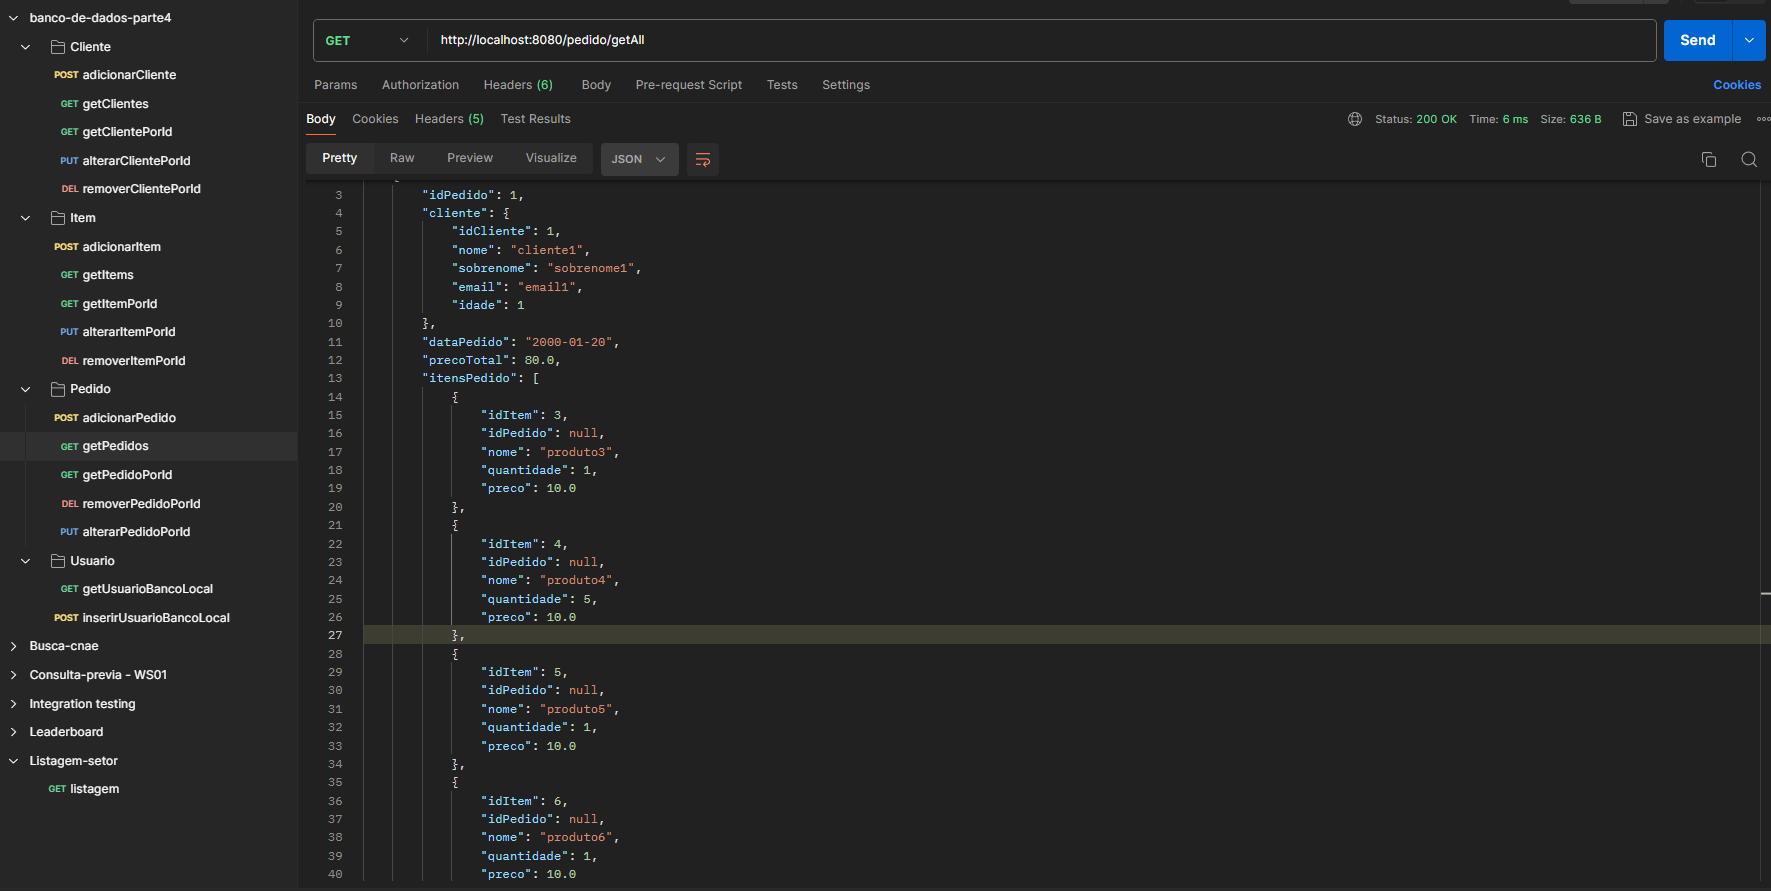 banco-de-dados-parte4
Cliente
POST adicionarCliente
GET getClientes
GET getClientePorId
PUT alterarClientePorId
DEL removerClientePorId
Item
POST adicionarItem
GET getItems
GET getItemPorId
PUT alterarItemPorId
DEL removerItemPorId
Pedido
POST adicionarPedido
GET getPedidos
GET getPedidoPorId
DEL removerPedidoPorId
PUT alterarPedidoPorId
Usuario
GET getUsuarioBancoLocal
POST inserirUsuarioBancoLocal
Busca-cnae
Consulta-previa - WS01
Integration testing
Leaderboard
Listagem-setor
GET listagem
GET http://localhost:8080/pedido/getAll Send
Params Authorization Headers (6) Body Pre-request Script Tests Settings Cookies
Body Cookies Headers (5) Test Results Status: 200 OK Time: 6 ms Size: 636 B Save as example
Pretty Raw Preview Visualize JSON
3 "idPedido": 1,
4 "cliente": {
5 "idCliente": 1,
6 "nome": "cliente1",
7 "sobrenome": "sobrenome1",
8 "email": "email1",
9 "idade": 1
10 },
11 "dataPedido": "2000-01-20",
12 "precoTotal": 80.0,
13 "itensPedido": [
14 {
15 "idItem": 3,
16 "idPedido": null,
17 "nome": "produto3",
18 "quantidade": 1,
19 "preco": 10.0
20 },
21 {
22 "idItem": 4,
23 "idPedido": null,
24 "nome": "produto4",
25 "quantidade": 5,
26 "preco": 10.0
27 },
28 {
29 "idItem": 5,
30 "idPedido": null,
31 "nome": "produto5",
32 "quantidade": 1,
33 "preco": 10.0
34 },
35 {
36 "idItem": 6,
37 "idPedido": null,
38 "nome": "produto6",
39 "quantidade": 1,
40 "preco": 10.0